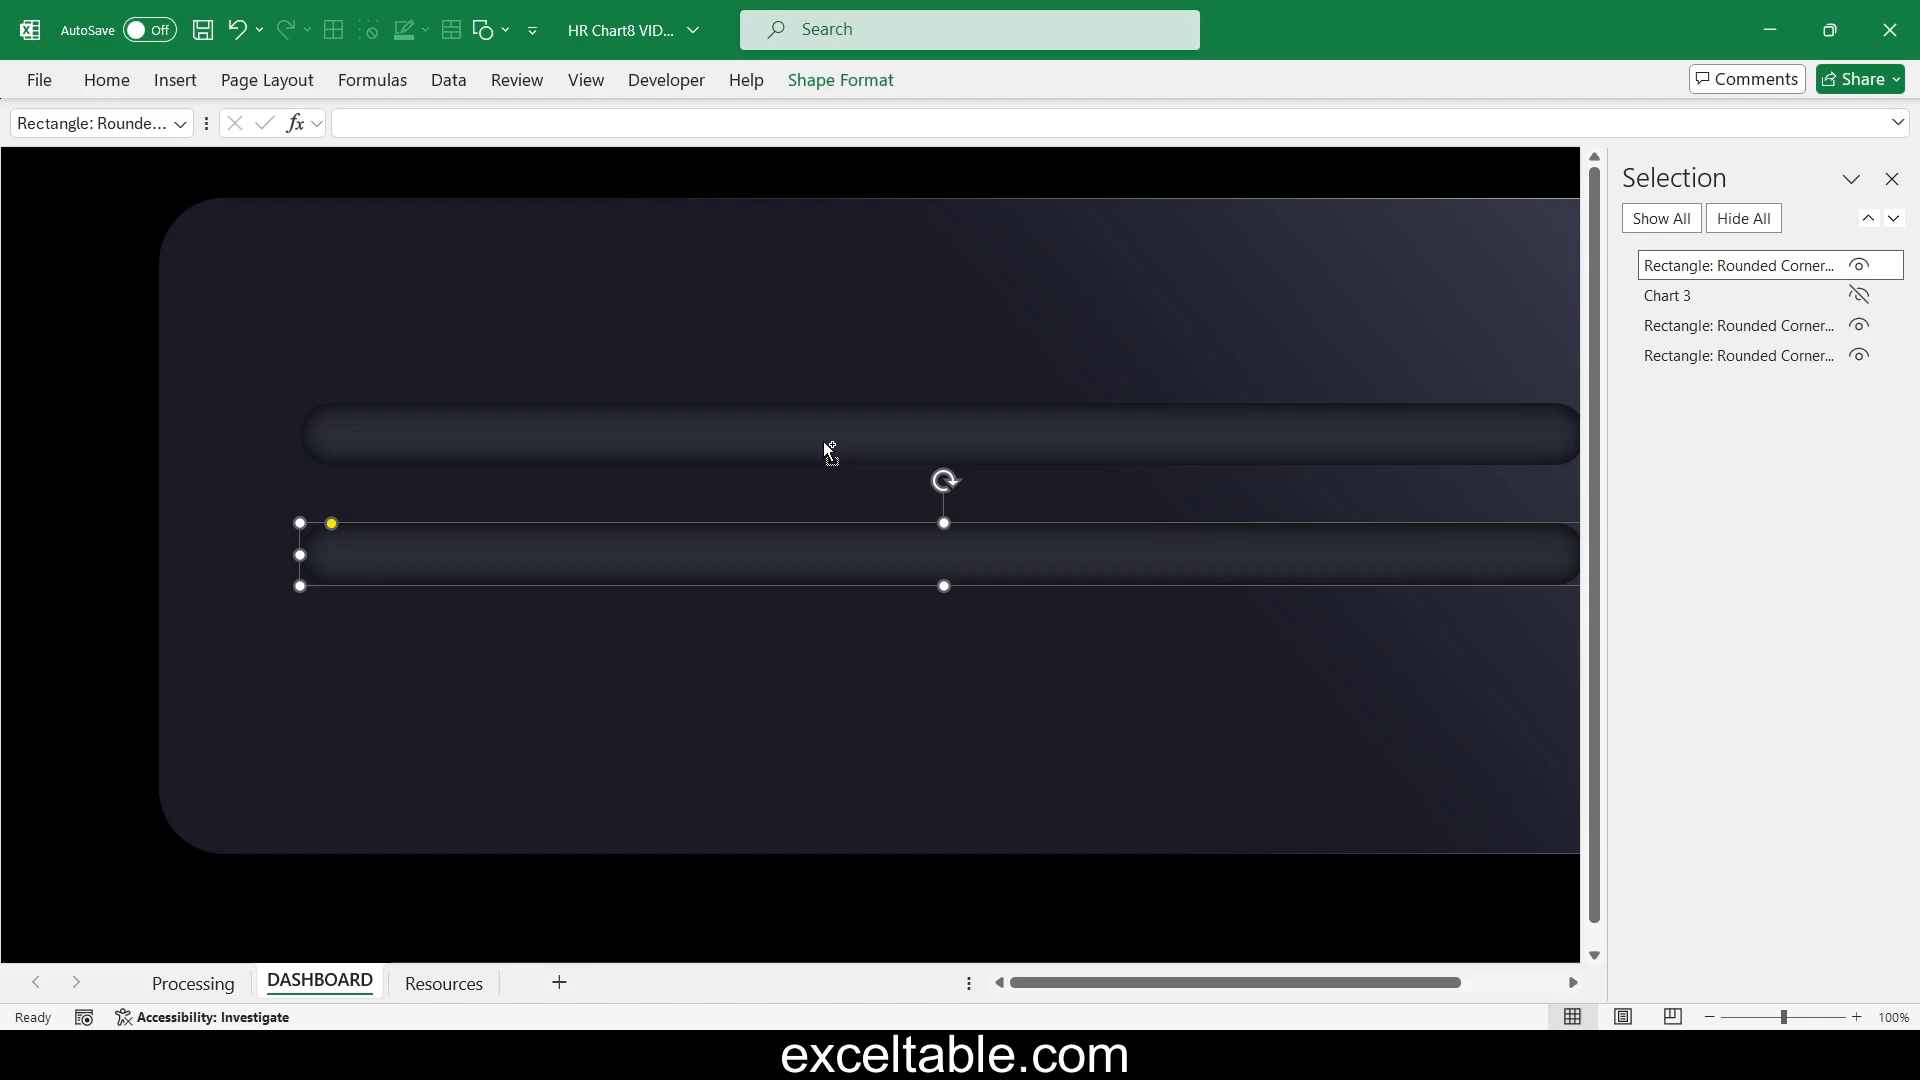 AutoSave Off HR Chart8 VID... Search
File Home Insert Page Layout Formulas Data Review View Developer Help Shape Format Comments Share
Rectangle: Rounde... fx
Selection
Show All Hide All
Rectangle: Rounded Corner...
Chart 3
Rectangle: Rounded Corner...
Rectangle: Rounded Corner...
Processing DASHBOARD Resources
Ready Accessibility: Investigate 100%
exceltable.com